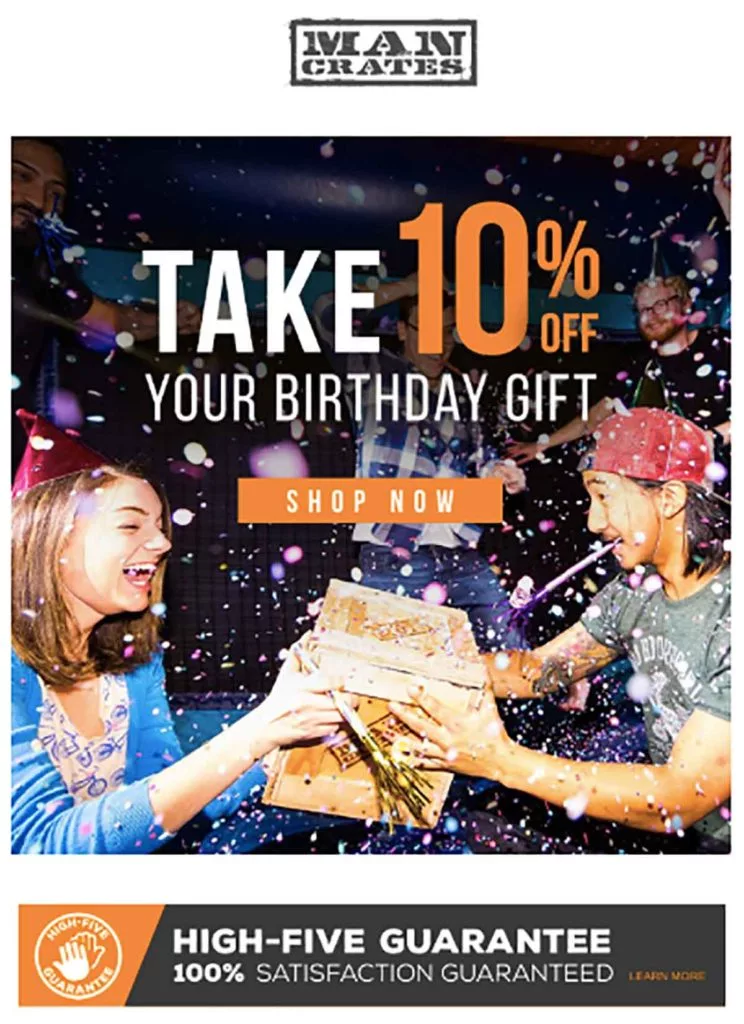 MAN
CRATES
TAKE 10% OFF
YOUR BIRTHDAY GIFT
SHOP NOW
HIGH-FIVE
GUARANTEE
HIGH-FIVE GUARANTEE
100% SATISFACTION GUARANTEED LEARN MORE